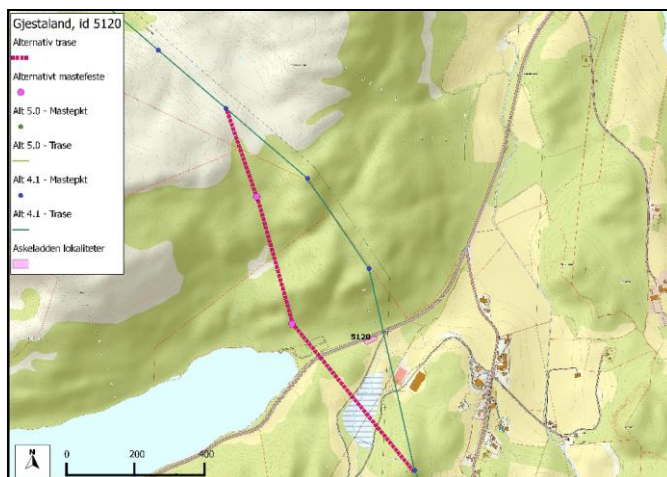 Gjestaland, id 5120
Alternativ trase
Alternativt mastefeste
Alt 5.0 - Mastepkt
Alt 5.0 - Trase
Alt 4.1 - Mastepkt
Alt 4.1 - Trase
Askeladden lokaliteter
5120
N
0 200 400